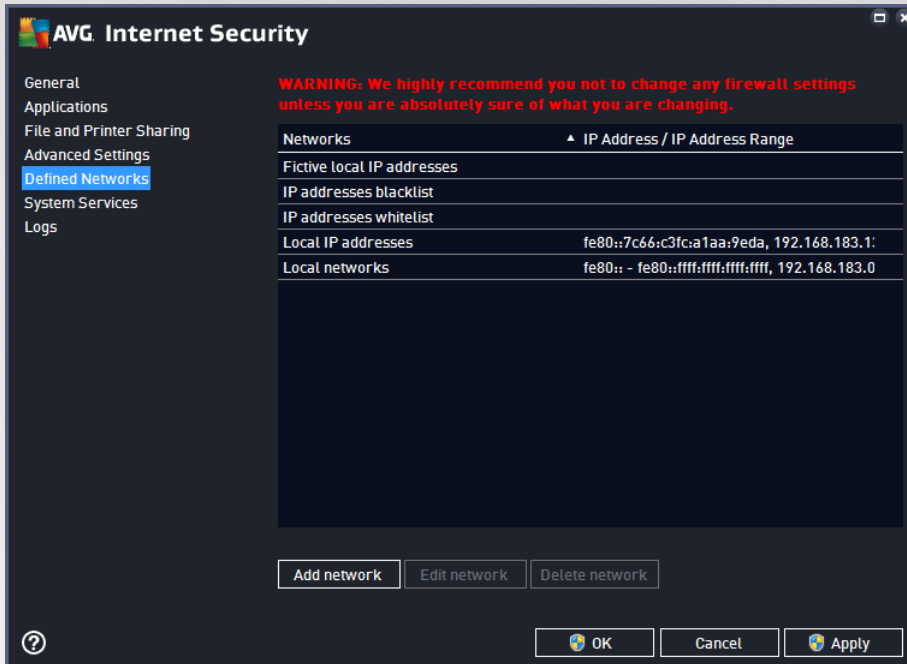 AVG. Internet Security
General
Applications
File and Printer Sharing
Advanced Settings
Defined Networks
System Services
Logs
WARNING: We highly recommend you not to change any firewall settings
unless you are absolutely sure of what you are changing.
Networks IP Address / IP Address Range
Fictive local IP addresses
IP addresses blacklist
IP addresses whitelist
Local IP addresses fe80::7c66:c3fc:a1aa:9eda, 192.168.183.1
Local networks fe80:: - fe80::ffff:ffff:ffff:ffff, 192.168.183.0
Add network Edit network Delete network
? OK Cancel Apply